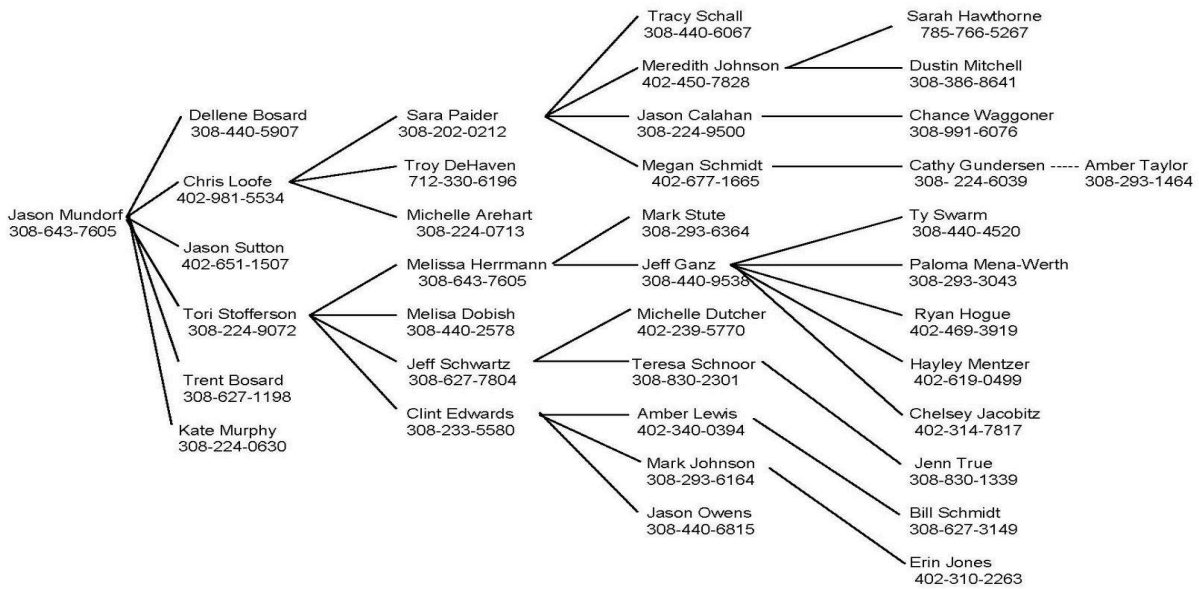 Jason Mundorf
308-643-7605
Dellene Bosard
308-440-5907
Chris Loofe
402-981-5534
Jason Sutton
402-651-1507
Tori Stofferson
308-224-9072
Trent Bosard
308-627-1198
Kate Murphy
308-224-0630
Sara Paider
308-202-0212
Troy DeHaven
712-330-6196
Michelle Arehart
308-224-0713
Melissa Herrmann
308-643-7605
Melisa Dobish
308-440-2578
Jeff Schwartz
308-627-7804
Clint Edwards
308-233-5580
Tracy Schall
308-440-6067
Meredith Johnson
402-450-7828
Jason Calahan
308-224-9500
Megan Schmidt
402-677-1665
Mark Stute
308-293-6364
Jeff Ganz
308-440-9538
Michelle Dutcher
402-239-5770
Teresa Schnoor
308-830-2301
Amber Lewis
402-340-0394
Mark Johnson
308-293-6164
Jason Owens
308-440-6815
Sarah Hawthorne
785-766-5267
Dustin Mitchell
308-386-8641
Chance Waggoner
308-991-6076
Cathy Gundersen ----- Amber Taylor
308- 224-6039 308-293-1464
Ty Swarm
308-440-4520
Paloma Mena-Werth
308-293-3043
Ryan Hogue
402-469-3919
Hayley Mentzer
402-619-0499
Chelsey Jacobitz
402-314-7817
Jenn True
308-830-1339
Bill Schmidt
308-627-3149
Erin Jones
402-310-2263